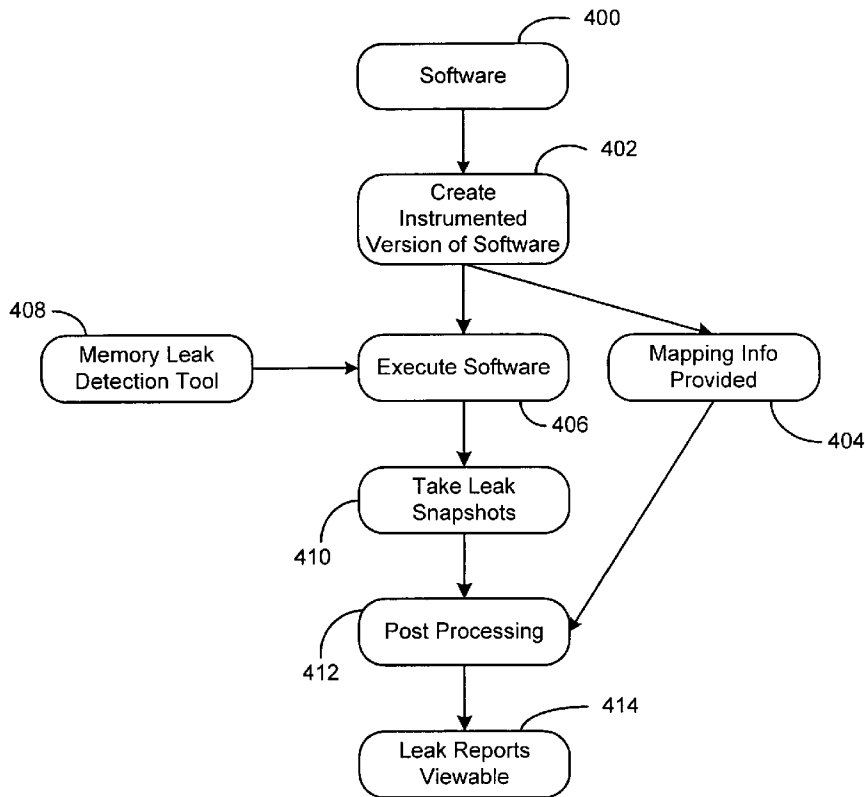 400
Software
402
Create
Instrumented
Version of Software
408
Memory Leak
Detection Tool
Execute Software
Mapping Info
Provided
406
404
Take Leak
Snapshots
410
Post Processing
412
414
Leak Reports
Viewable